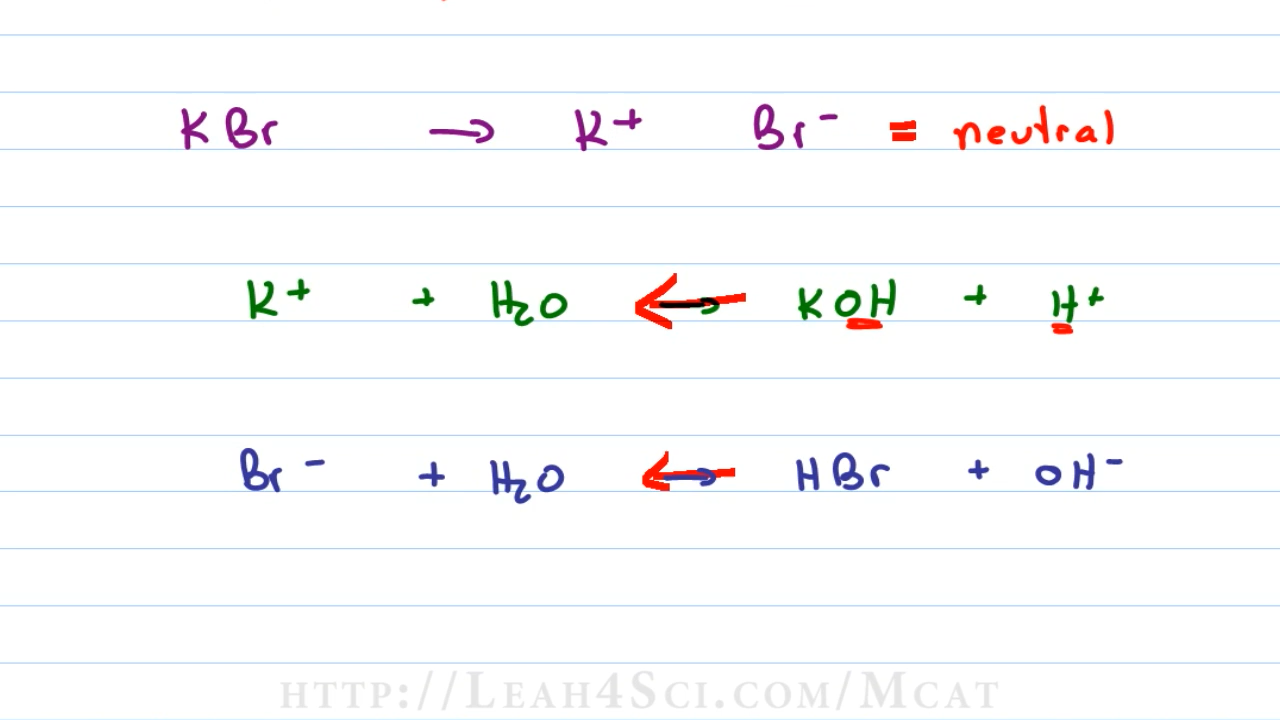 KBr → K⁺ Br⁻ = neutral
K⁺ + H₂O ⇄ KOH + H⁺
Br⁻ + H₂O ⇄ HBr + OH⁻
HTTP://LEAH4SCI.COM/MCAT